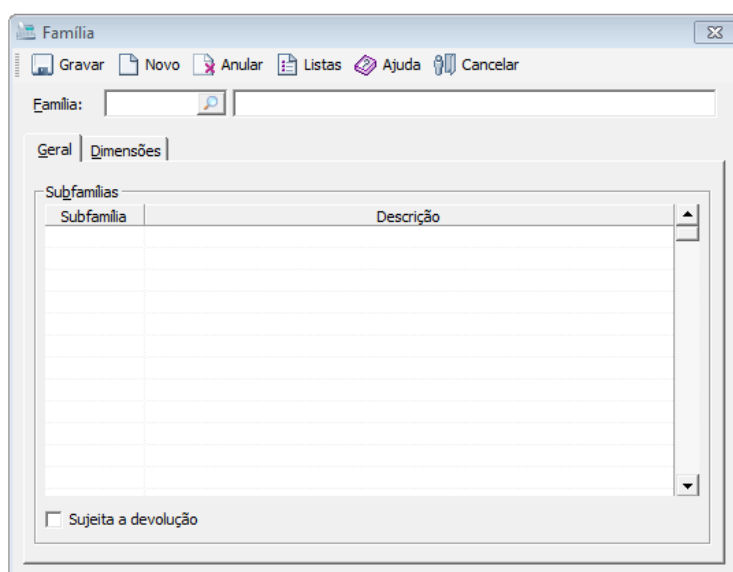 Família
Gravar Novo Anular Listas Ajuda Cancelar
Família:
Geral Dimensões
Subfamílias
Subfamília Descrição
Sujeita a devolução